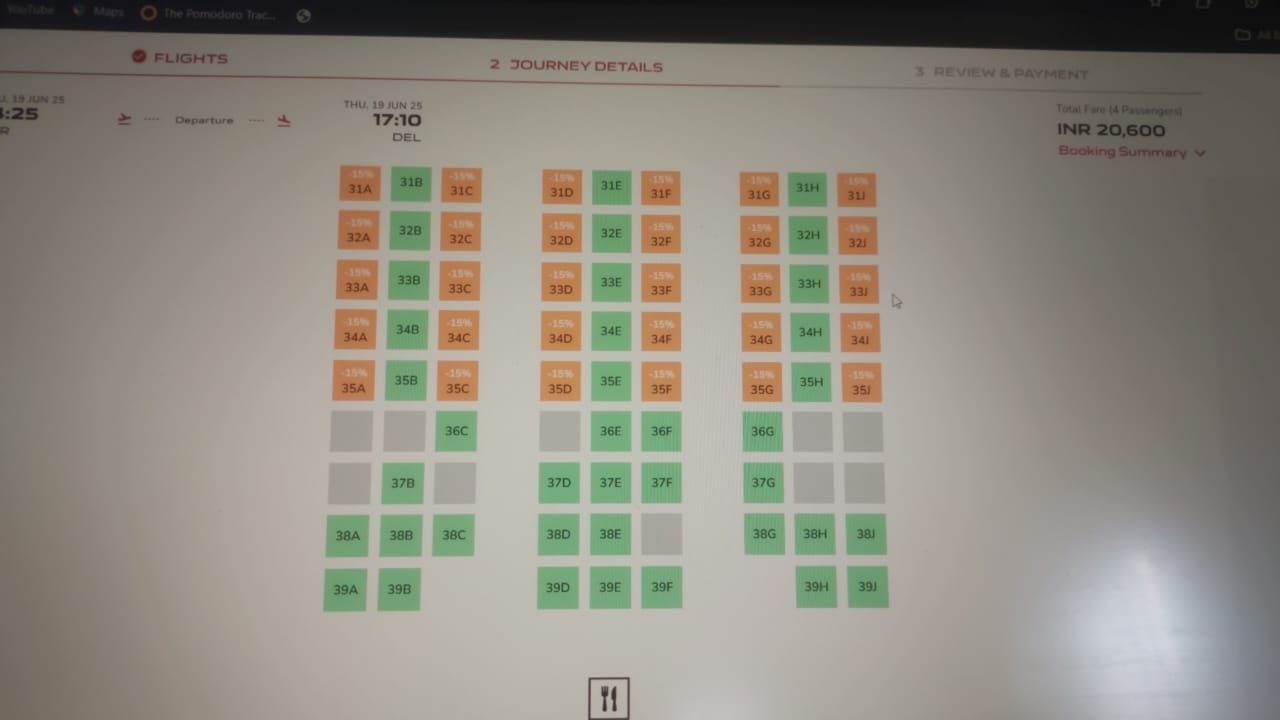 YouTube Maps The Pomodoro Trac...
FLIGHTS
2 JOURNEY DETAILS
3 REVIEW & PAYMENT
19 JUN 25
:25
Departure
THU, 19 JUN 25
17:10
DEL
Total Fare (4 Passengers)
INR 20,600
Booking Summary
-15% -15% -15% -15% -15% -15%
31A 31B 31C 31D 31E 31F 31G 31H 31J
-15% -15% -15% -15% -15% -15%
32A 32B 32C 32D 32E 32F 32G 32H 32J
-15% -15% -15% -15% -15% -15%
33A 33B 33C 33D 33E 33F 33G 33H 33J
-15% -15% -15% -15% -15% -15%
34A 34B 34C 34D 34E 34F 34G 34H 34J
-15% -15% -15% -15% -15% -15%
35A 35B 35C 35D 35E 35F 35G 35H 35J
36C 36E 36F 36G
37B 37D 37E 37F 37G
38A 38B 38C 38D 38E 38G 38H 38J
39A 39B 39D 39E 39F 39H 39J